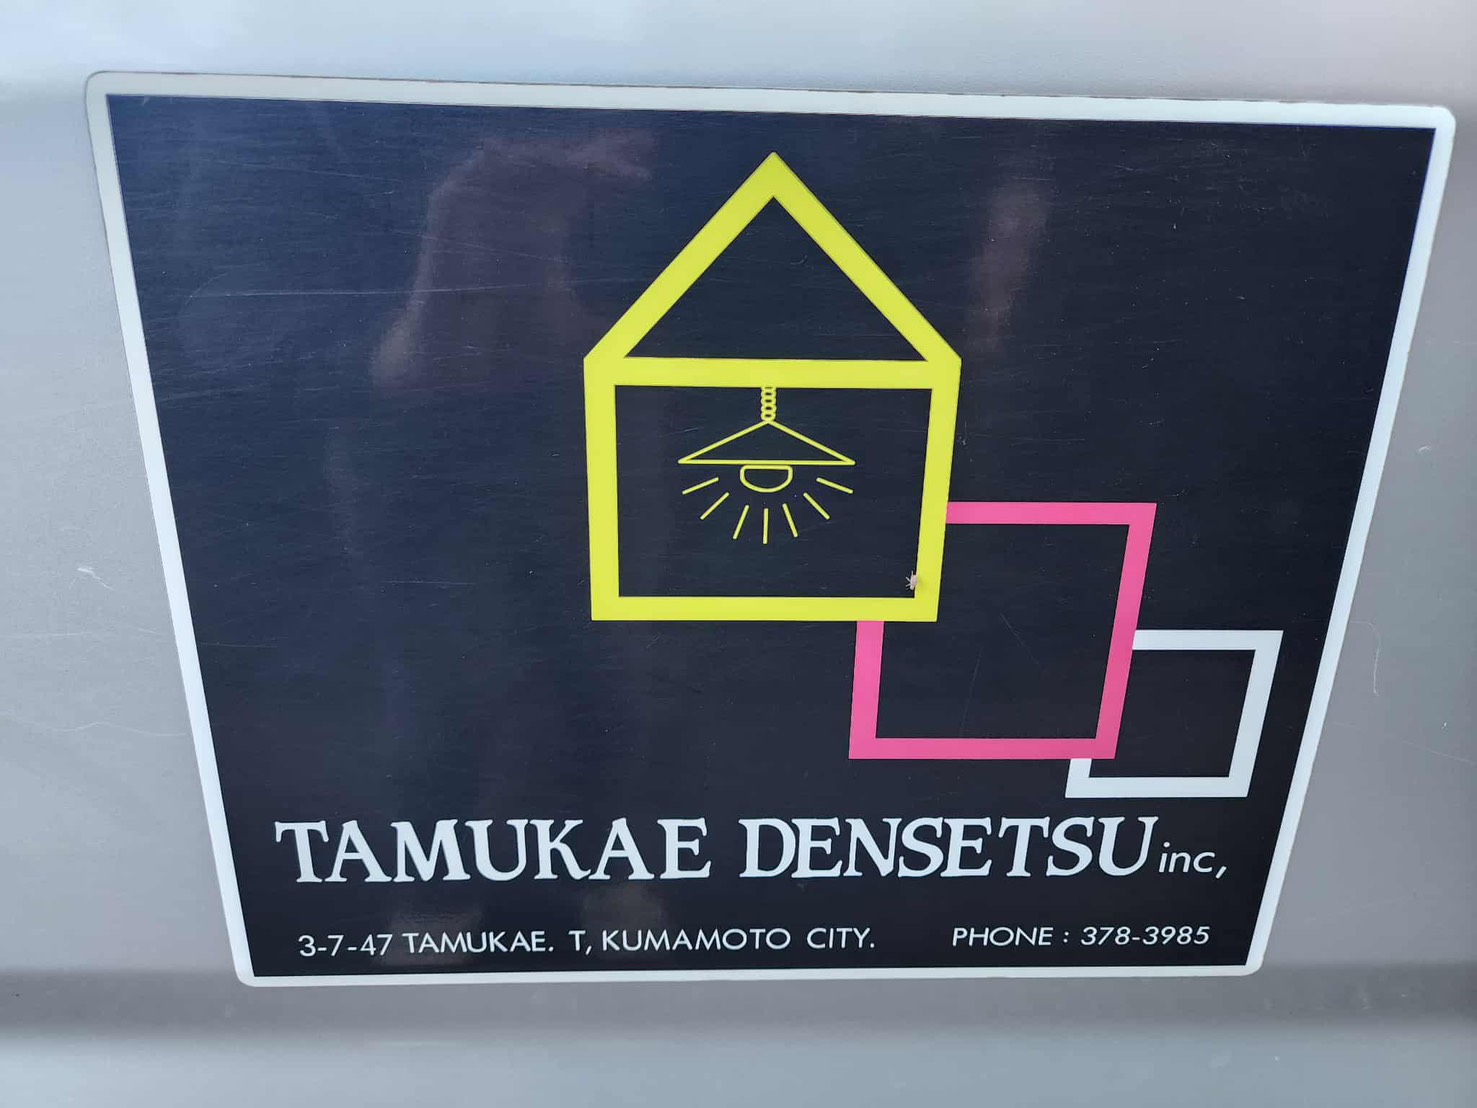 TAMUKAE DENSETSU inc,
3-7-47 TAMUKAE. T, KUMAMOTO CITY. PHONE : 378-3985